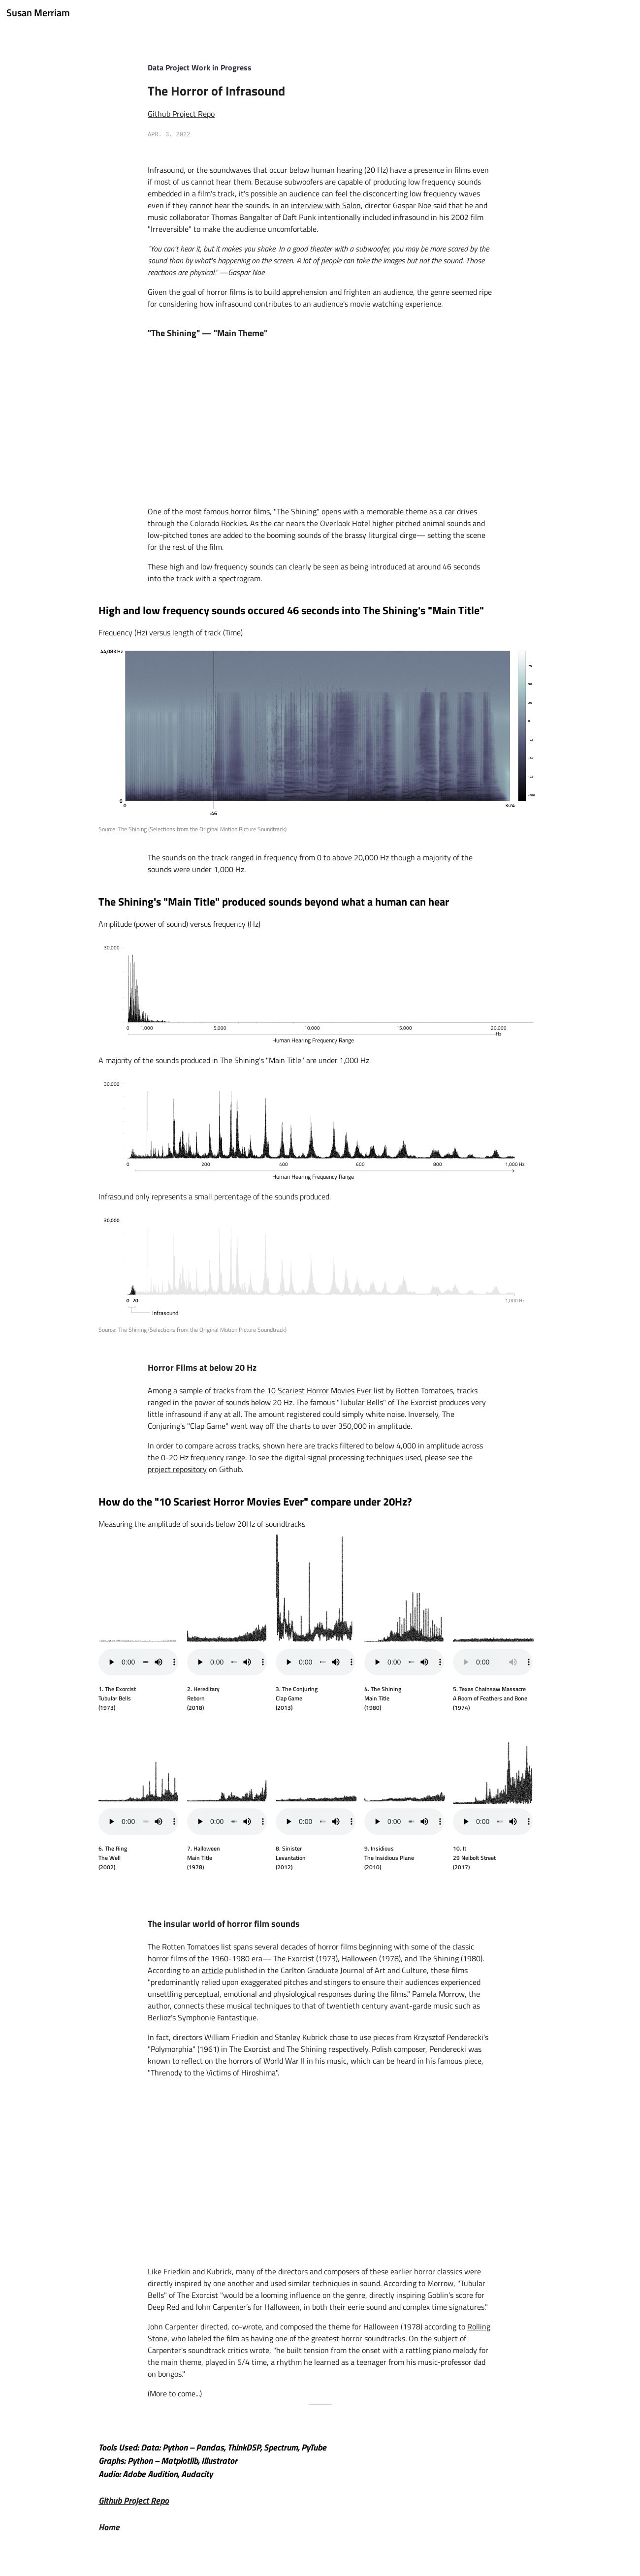 Susan Merriam
Data Project Work in Progress
The Horror of Infrasound
Github Project Repo
APR. 3, 2022
Infrasound, or the soundwaves that occur below human hearing (20 Hz) have a presence in films even
if most of us cannot hear them. Because subwoofers are capable of producing low frequency sounds
embedded in a film's track, it's possible an audience can feel the disconcerting low frequency waves
even if they cannot hear the sounds. In an interview with Salon, director Gaspar Noe said that he and
music collaborator Thomas Bangalter of Daft Punk intentionally included infrasound in his 2002 film
"Irreversible" to make the audience uncomfortable.
"You can't hear it, but it makes you shake. In a good theater with a subwoofer, you may be more scared by the
sound than by what's happening on the screen. A lot of people can take the images but not the sound. Those
reactions are physical." —Gaspar Noe
Given the goal of horror films is to build apprehension and frighten an audience, the genre seemed ripe
for considering how infrasound contributes to an audience's movie watching experience.
"The Shining" — "Main Theme"
One of the most famous horror films, "The Shining" opens with a memorable theme as a car drives
through the Colorado Rockies. As the car nears the Overlook Hotel higher pitched animal sounds and
low-pitched tones are added to the booming sounds of the brassy liturgical dirge— setting the scene
for the rest of the film.
These high and low frequency sounds can clearly be seen as being introduced at around 46 seconds
into the track with a spectrogram.
High and low frequency sounds occured 46 seconds into The Shining's "Main Title"
Frequency (Hz) versus length of track (Time)
44,083 Hz
0
0
:46
3:24
Source: The Shining (Selections from the Original Motion Picture Soundtrack)
The sounds on the track ranged in frequency from 0 to above 20,000 Hz though a majority of the
sounds were under 1,000 Hz.
The Shining's "Main Title" produced sounds beyond what a human can hear
Amplitude (power of sound) versus frequency (Hz)
30,000
0 1,000 5,000 10,000 15,000 20,000
Hz
Human Hearing Frequency Range
A majority of the sounds produced in The Shining's "Main Title" are under 1,000 Hz.
30,000
0 200 400 600 800 1,000 Hz
Human Hearing Frequency Range
Infrasound only represents a small percentage of the sounds produced.
30,000
0 20 1,000 Hz
Infrasound
Source: The Shining (Selections from the Original Motion Picture Soundtrack)
Horror Films at below 20 Hz
Among a sample of tracks from the 10 Scariest Horror Movies Ever list by Rotten Tomatoes, tracks
ranged in the power of sounds below 20 Hz. The famous "Tubular Bells" of The Exorcist produces very
little infrasound if any at all. The amount registered could simply white noise. Inversely, The
Conjuring's "Clap Game" went way off the charts to over 350,000 in amplitude.
In order to compare across tracks, shown here are tracks filtered to below 4,000 in amplitude across
the 0-20 Hz frequency range. To see the digital signal processing techniques used, please see the
project repository on Github.
How do the "10 Scariest Horror Movies Ever" compare under 20Hz?
Measuring the amplitude of sounds below 20Hz of soundtracks
0:00 0:00 0:00 0:00 0:00
1. The Exorcist 2. Hereditary 3. The Conjuring 4. The Shining 5. Texas Chainsaw Massacre
Tubular Bells Reborn Clap Game Main Title A Room of Feathers and Bone
(1973) (2018) (2013) (1980) (1974)
0:00 0:00 0:00 0:00 0:00
6. The Ring 7. Halloween 8. Sinister 9. Insidious 10. It
The Well Main Title Levantation The Insidious Plane 29 Neibolt Street
(2002) (1978) (2012) (2010) (2017)
The insular world of horror film sounds
The Rotten Tomatoes list spans several decades of horror films beginning with some of the classic
horror films of the 1960-1980 era— The Exorcist (1973), Halloween (1978), and The Shining (1980).
According to an article published in the Carlton Graduate Journal of Art and Culture, these films
"predominantly relied upon exaggerated pitches and stingers to ensure their audiences experienced
unsettling perceptual, emotional and physiological responses during the films." Pamela Morrow, the
author, connects these musical techniques to that of twentieth century avant-garde music such as
Berlioz's Symphonie Fantastique.
In fact, directors William Friedkin and Stanley Kubrick chose to use pieces from Krzysztof Penderecki's
"Polymorphia" (1961) in The Exorcist and The Shining respectively. Polish composer, Penderecki was
known to reflect on the horrors of World War II in his music, which can be heard in his famous piece,
"Threnody to the Victims of Hiroshima".
Like Friedkin and Kubrick, many of the directors and composers of these earlier horror classics were
directly inspired by one another and used similar techniques in sound. According to Morrow, "Tubular
Bells" of The Exorcist "would be a looming influence on the genre, directly inspiring Goblin's score for
Deep Red and John Carpenter's for Halloween, in both their eerie sound and complex time signatures."
John Carpenter directed, co-wrote, and composed the theme for Halloween (1978) according to Rolling
Stone, who labeled the film as having one of the greatest horror soundtracks. On the subject of
Carpenter's soundtrack critics wrote, "he built tension from the onset with a rattling piano melody for
the main theme, played in 5/4 time, a rhythm he learned as a teenager from his music-professor dad
on bongos."
(More to come...)
Tools Used: Data: Python – Pandas, ThinkDSP, Spectrum, PyTube
Graphs: Python – Matplotlib, Illustrator
Audio: Adobe Audition, Audacity
Github Project Repo
Home